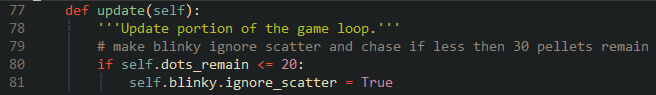 77 def update(self):
78 '''Update portion of the game loop.'''
79 # make blinky ignore scatter and chase if less then 30 pellets remain
80 if self.dots_remain <= 20:
81 self.blinky.ignore_scatter = True